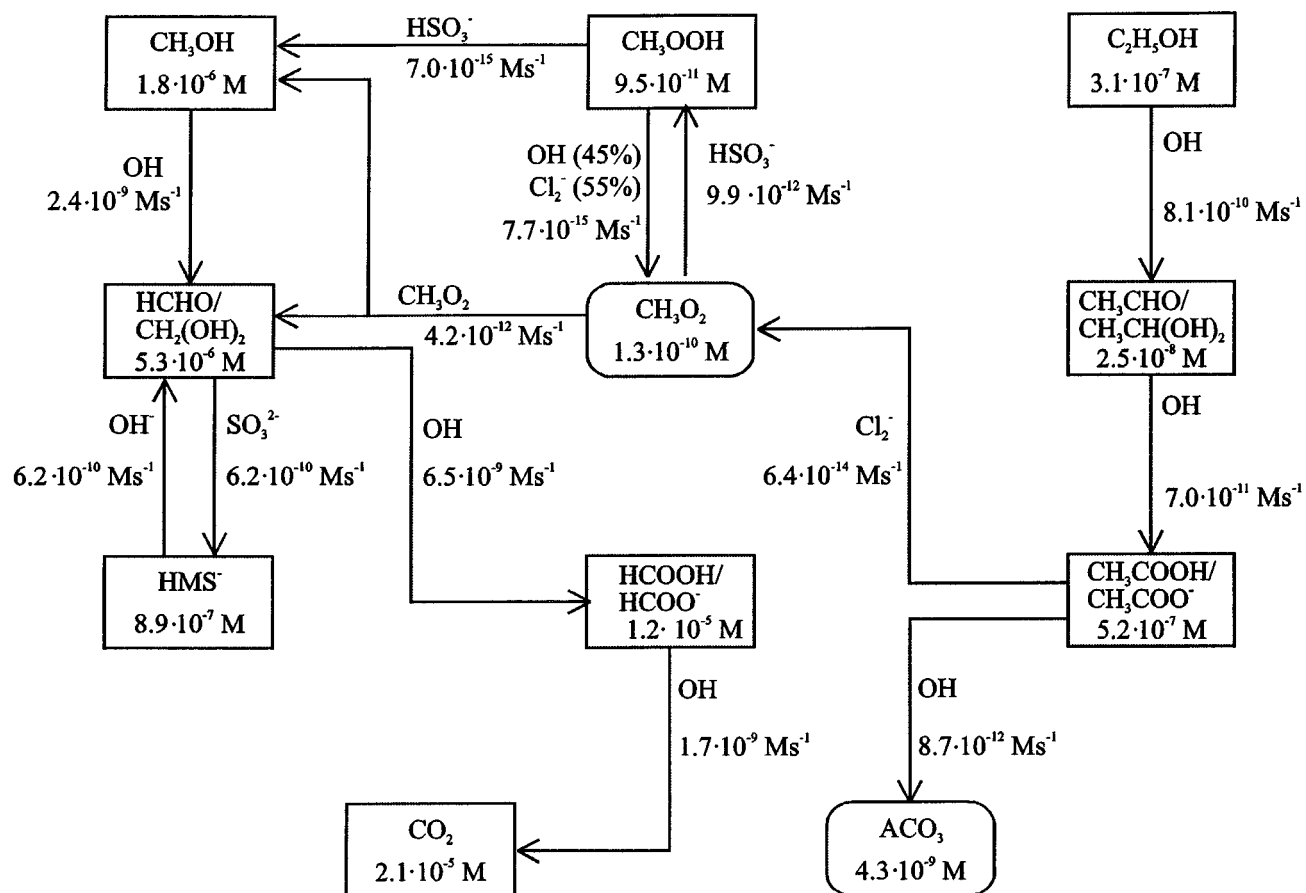 CH₃OH
1.8·10⁻⁶ M
HSO₃⁻
7.0·10⁻¹⁵ Ms⁻¹
CH₃OOH
9.5·10⁻¹¹ M
C₂H₅OH
3.1·10⁻⁷ M
OH
2.4·10⁻⁹ Ms⁻¹
OH (45%)
Cl₂⁻ (55%)
7.7·10⁻¹⁵ Ms⁻¹
HSO₃⁻
9.9 ·10⁻¹² Ms⁻¹
OH
8.1·10⁻¹⁰ Ms⁻¹
HCHO/
CH₂(OH)₂
5.3·10⁻⁶ M
CH₃O₂
4.2·10⁻¹² Ms⁻¹
CH₃O₂
1.3·10⁻¹⁰ M
CH₃CHO/
CH₃CH(OH)₂
2.5·10⁻⁸ M
OH⁻
6.2·10⁻¹⁰ Ms⁻¹
SO₃²⁻
6.2·10⁻¹⁰ Ms⁻¹
OH
6.5·10⁻⁹ Ms⁻¹
Cl₂⁻
6.4·10⁻¹⁴ Ms⁻¹
OH
7.0·10⁻¹¹ Ms⁻¹
HMS⁻
8.9·10⁻⁷ M
HCOOH/
HCOO⁻
1.2· 10⁻⁵ M
CH₃COOH/
CH₃COO⁻
5.2·10⁻⁷ M
OH
1.7·10⁻⁹ Ms⁻¹
OH
8.7·10⁻¹² Ms⁻¹
CO₂
2.1·10⁻⁵ M
ACO₃
4.3·10⁻⁹ M